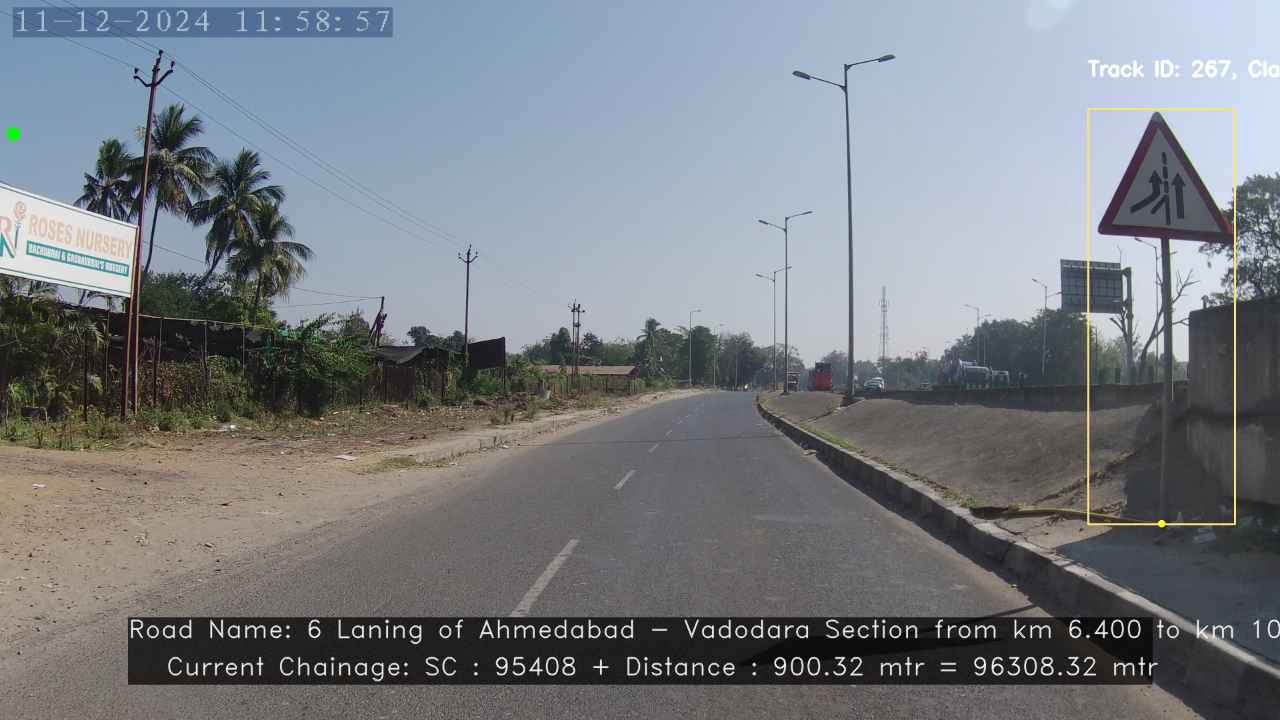 11-12-2024 11:58:57
Track ID: 267, Cla
ROSES NURSERY
Road Name: 6 Laning of Ahmedabad - Vadodara Section from km 6.400 to km 10
Current Chainage: SC : 95408 + Distance : 900.32 mtr = 96308.32 mtr